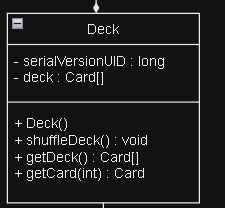 Deck
- serialVersionUID : long
- deck : Card[]
+ Deck()
+ shuffleDeck() : void
+ getDeck() : Card[]
+ getCard(int) : Card